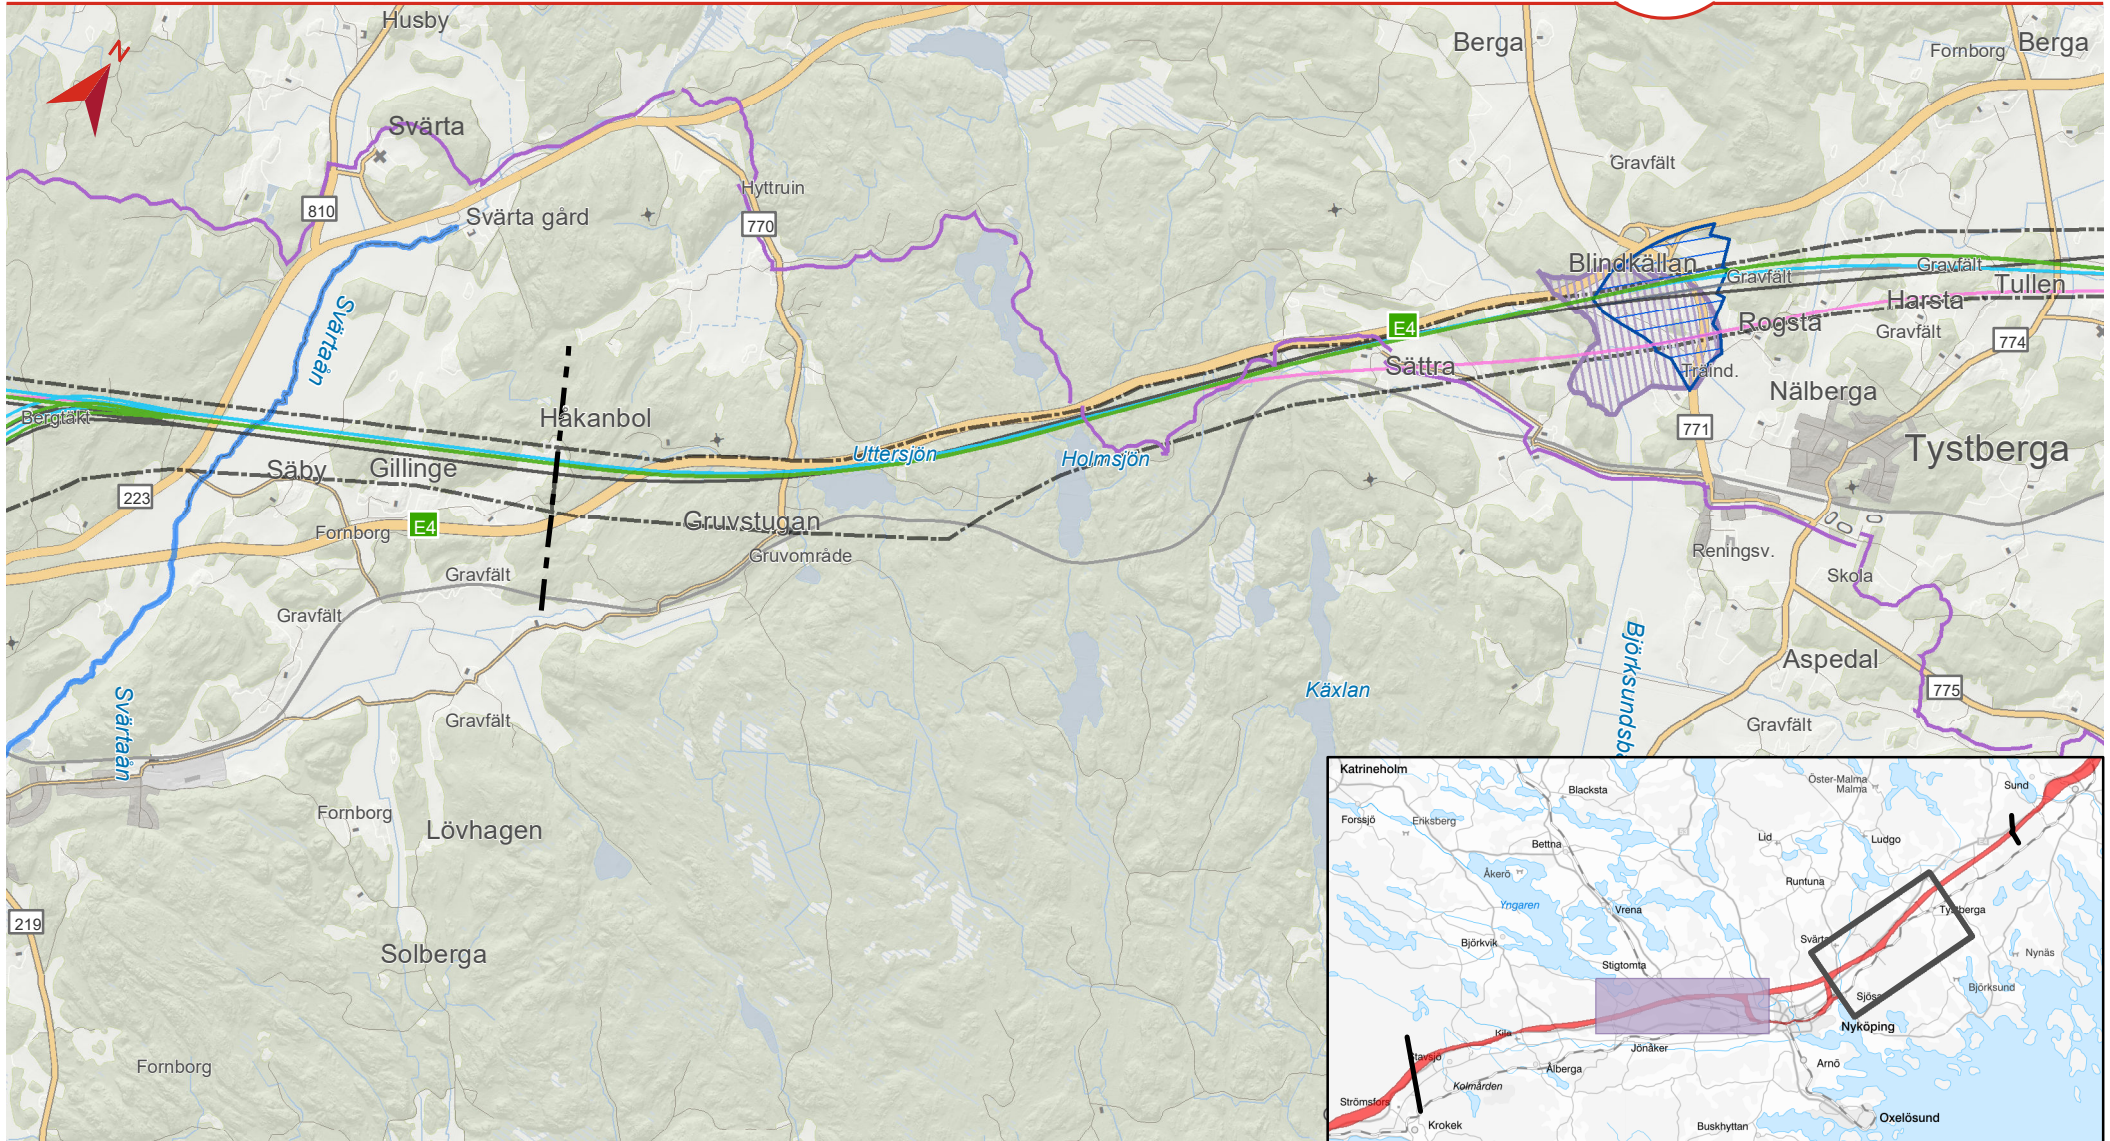 Husby
Berga
Fornborg
Berga
N
Svärta
Gravfält
Hyttruin
810
Svärta gård
770
Blindkällan
Gravfält
Gravfält
Tullen
Harsta
Svärtaån
E4
Rogsta
Gravfält
774
Sättra
Träind.
Nälberga
Bergtäkt
Håkanbol
771
Uttersjön
Holmsjön
Tystberga
Säby
Gillinge
223
E4
Gruvstugan
Fornborg
Gruvområde
Reningsv.
Gravfält
Skola
Gravfält
Björksundsb
Aspedal
Käxlan
775
Svärtaån
Gravfält
Gravfält
Fornborg
Lövhagen
219
Solberga
Fornborg
Katrineholm
Öster-Malma
Malma
Sund
Blacksta
Forssjö
Eriksberg
Bettna
Lid
Ludgo
Åkerö
Runtuna
Yngaren
Vrena
Tystberga
Björkvik
Svärta
Nynäs
Stigtomta
Björksund
Sjösa
Nyköping
Kila
Jönåker
Stavsjö
Ålberga
Arnö
Kolmården
Strömsfors
Oxelösund
Krokek
Buskhyttan